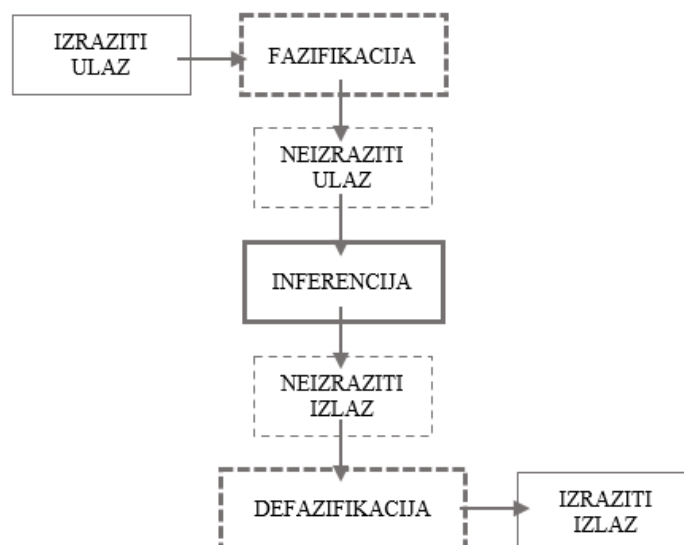 IZRAZITI
ULAZ
FAZIFIKACIJA
NEIZRAZITI
ULAZ
INFERENCIJA
NEIZRAZITI
IZLAZ
DEFAZIFIKACIJA
IZRAZITI
IZLAZ